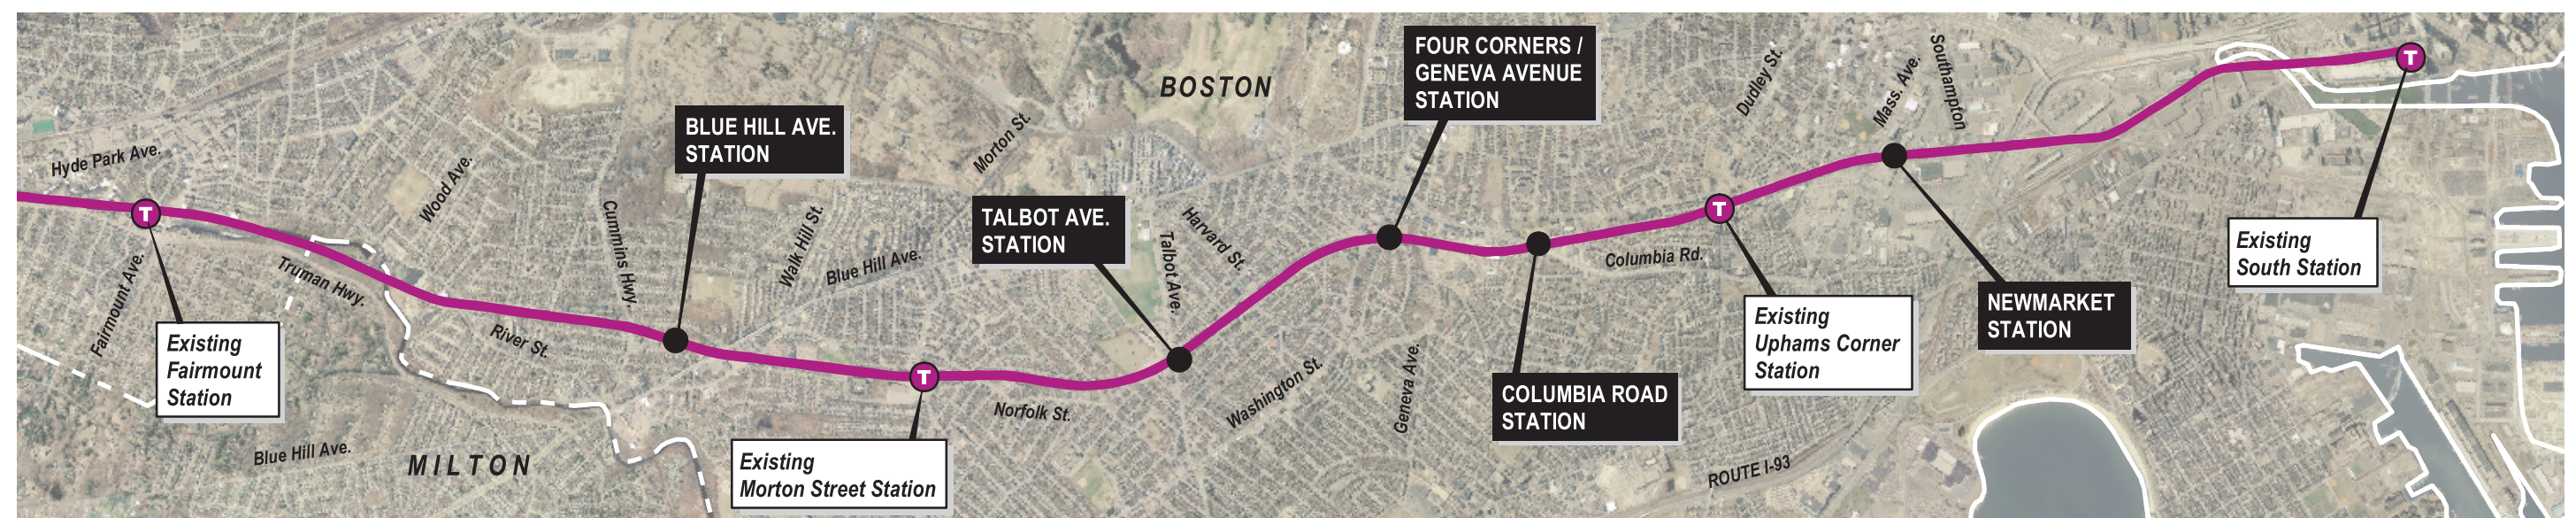 BOSTON
FOUR CORNERS /
GENEVA AVENUE
STATION
Dudley St.
Mass. Ave.
Southampton
T
BLUE HILL AVE.
STATION
Hyde Park Ave.
Wood Ave.
Cummins Hwy.
Walk Hill St.
Blue Hill Ave.
Morton St.
TALBOT AVE.
STATION
Talbot Ave.
Harvard St.
T
Fairmount Ave.
Existing
Fairmount
Station
Truman Hwy.
River St.
T
Columbia Rd.
T
Existing
Uphams Corner
Station
NEWMARKET
STATION
Existing
South Station
Blue Hill Ave.
MILTON
Existing
Morton Street Station
Norfolk St.
Washington St.
Geneva Ave.
COLUMBIA ROAD
STATION
ROUTE I-93